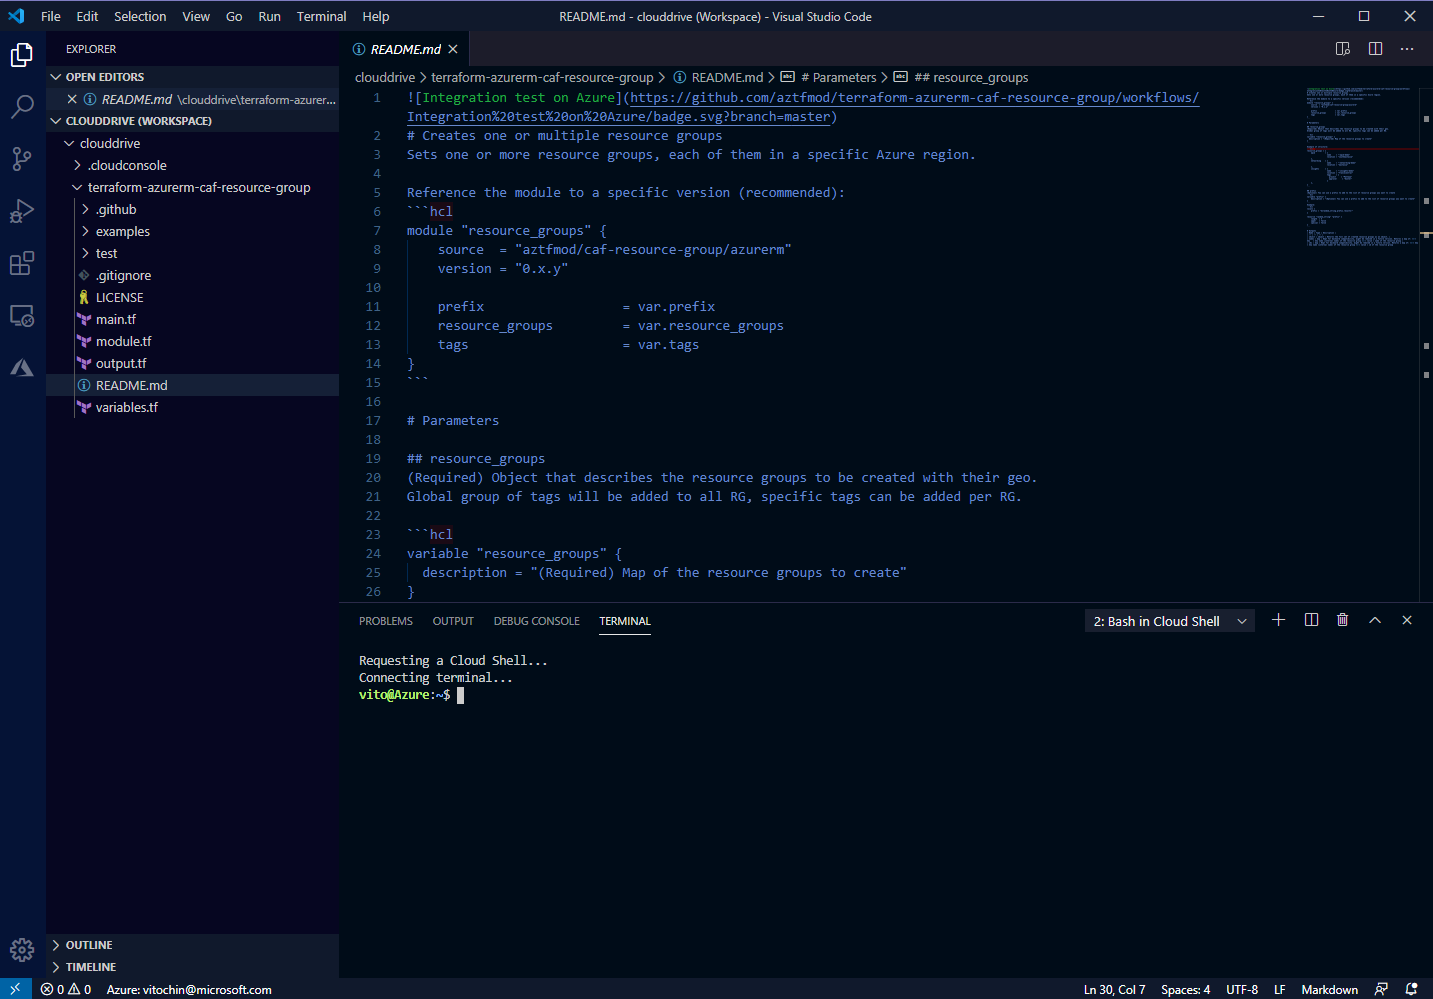 File Edit Selection View Go Run Terminal Help README.md - clouddrive (Workspace) - Visual Studio Code
EXPLORER
OPEN EDITORS
README.md \clouddrive\terraform-azurer...
CLOUDDRIVE (WORKSPACE)
clouddrive
.cloudconsole
terraform-azurerm-caf-resource-group
.github
examples
test
.gitignore
LICENSE
main.tf
module.tf
output.tf
README.md
variables.tf
OUTLINE
TIMELINE
README.md
clouddrive > terraform-azurerm-caf-resource-group > README.md > # Parameters > ## resource_groups
1 ![Integration test on Azure](https://github.com/aztfmod/terraform-azurerm-caf-resource-group/workflows/
Integration%20test%20on%20Azure/badge.svg?branch=master)
2 # Creates one or multiple resource groups
3 Sets one or more resource groups, each of them in a specific Azure region.
4
5 Reference the module to a specific version (recommended):
6 ```hcl
7 module "resource_groups" {
8 source = "aztfmod/caf-resource-group/azurerm"
9 version = "0.x.y"
10
11 prefix = var.prefix
12 resource_groups = var.resource_groups
13 tags = var.tags
14 }
15 ```
16
17 # Parameters
18
19 ## resource_groups
20 (Required) Object that describes the resource groups to be created with their geo.
21 Global group of tags will be added to all RG, specific tags can be added per RG.
22
23 ```hcl
24 variable "resource_groups" {
25 description = "(Required) Map of the resource groups to create"
26 }
PROBLEMS OUTPUT DEBUG CONSOLE TERMINAL 2: Bash in Cloud Shell
Requesting a Cloud Shell...
Connecting terminal...
vito@Azure:~$
0 0 Azure: vitochin@microsoft.com Ln 30, Col 7 Spaces: 4 UTF-8 LF Markdown